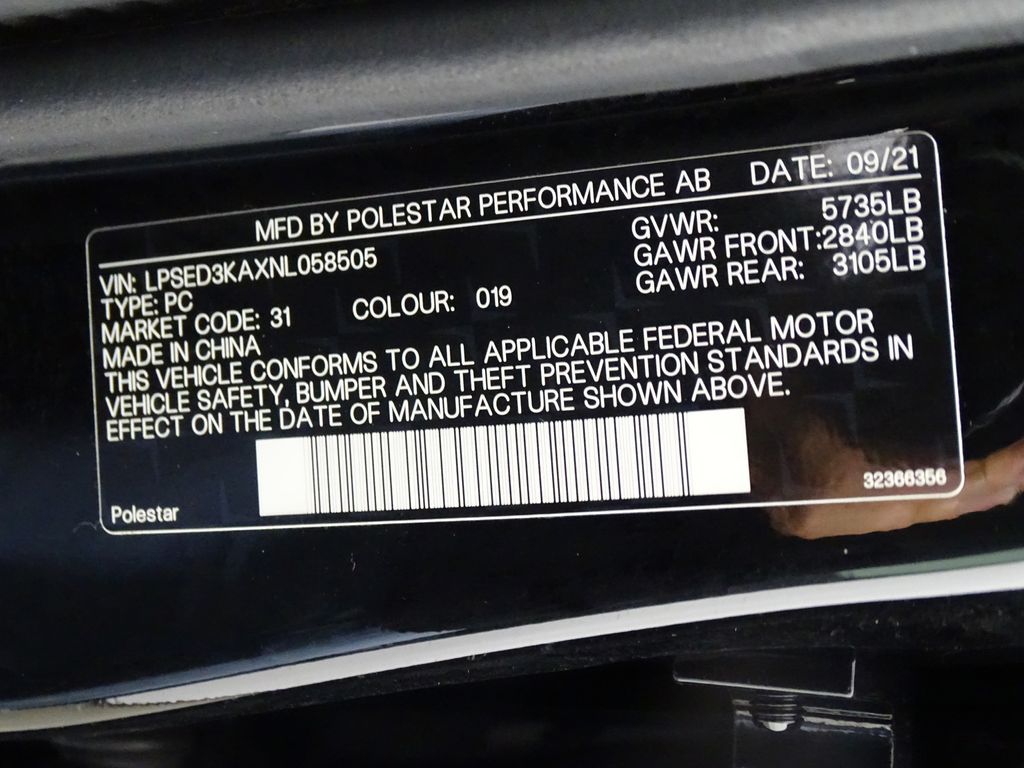 MFD BY POLESTAR PERFORMANCE AB DATE: 09/21
VIN: LPSED3KAXNL058505 GVWR: 5735LB
TYPE: PC GAWR FRONT:2840LB
MARKET CODE: 31 COLOUR: 019 GAWR REAR: 3105LB
MADE IN CHINA
THIS VEHICLE CONFORMS TO ALL APPLICABLE FEDERAL MOTOR
VEHICLE SAFETY, BUMPER AND THEFT PREVENTION STANDARDS IN
EFFECT ON THE DATE OF MANUFACTURE SHOWN ABOVE.
Polestar 32366356